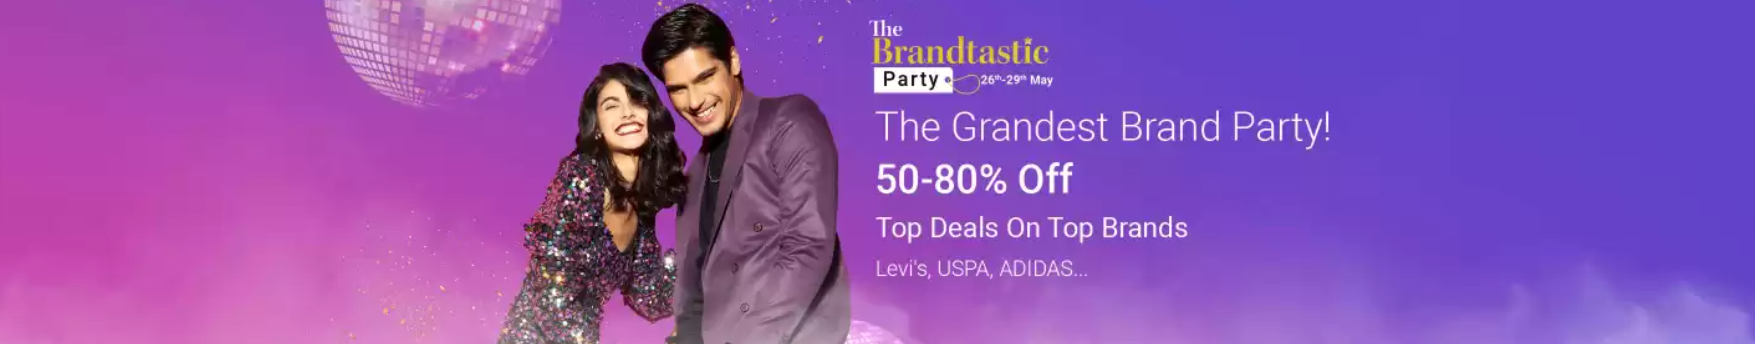 The
Brandtastic
Party 26th-29th May
The Grandest Brand Party!
50-80% Off
Top Deals On Top Brands
Levi's, USPA, ADIDAS...